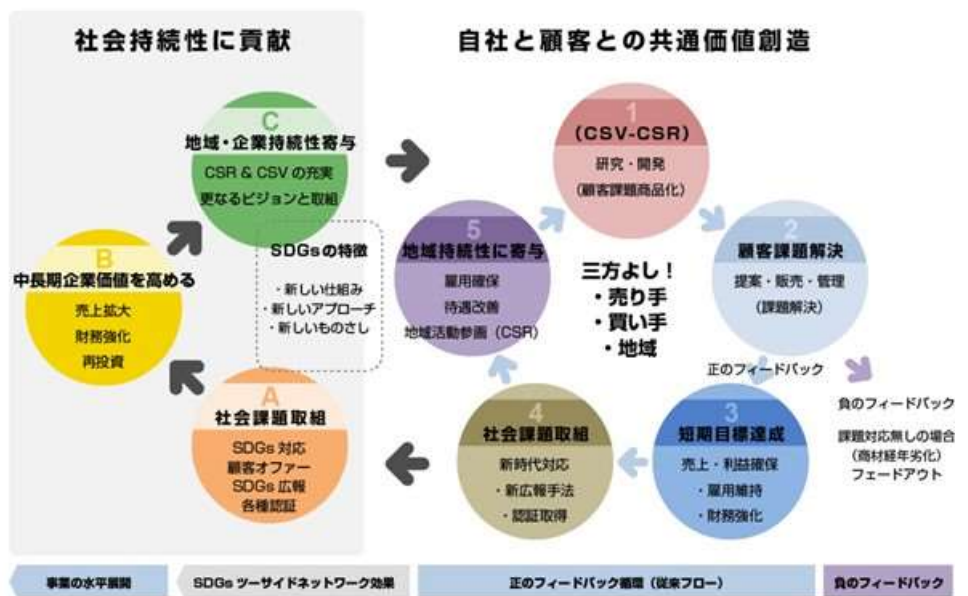 社会持続性に貢献
自社と顧客との共通価値創造
C
地域・企業持続性寄与
CSR & CSV の充実
更なるビジョンと取組
B
中長期企業価値を高める
売上拡大
財務強化
再投資
A
社会課題取組
SDGs 対応
顧客オファー
SDGs 広報
各種認証
SDGsの特徴
・新しい仕組み
・新しいアプローチ
・新しいものさし
1
(CSV-CSR)
研究・開発
(顧客課題商品化)
2
顧客課題解決
提案・販売・管理
(課題解決)
3
短期目標達成
売上・利益確保
・雇用維持
・財務強化
4
社会課題取組
新時代対応
・新広報手法
・認証取得
5
地域持続性に寄与
雇用確保
待遇改善
地域活動参画(CSR)
三方よし!
・売り手
・買い手
・地域
正のフィードバック
負のフィードバック
課題対応無しの場合
(商材経年劣化)
フェードアウト
事業の水平展開
SDGs ツーサイドネットワーク効果
正のフィードバック循環(従来フロー)
負のフィードバック